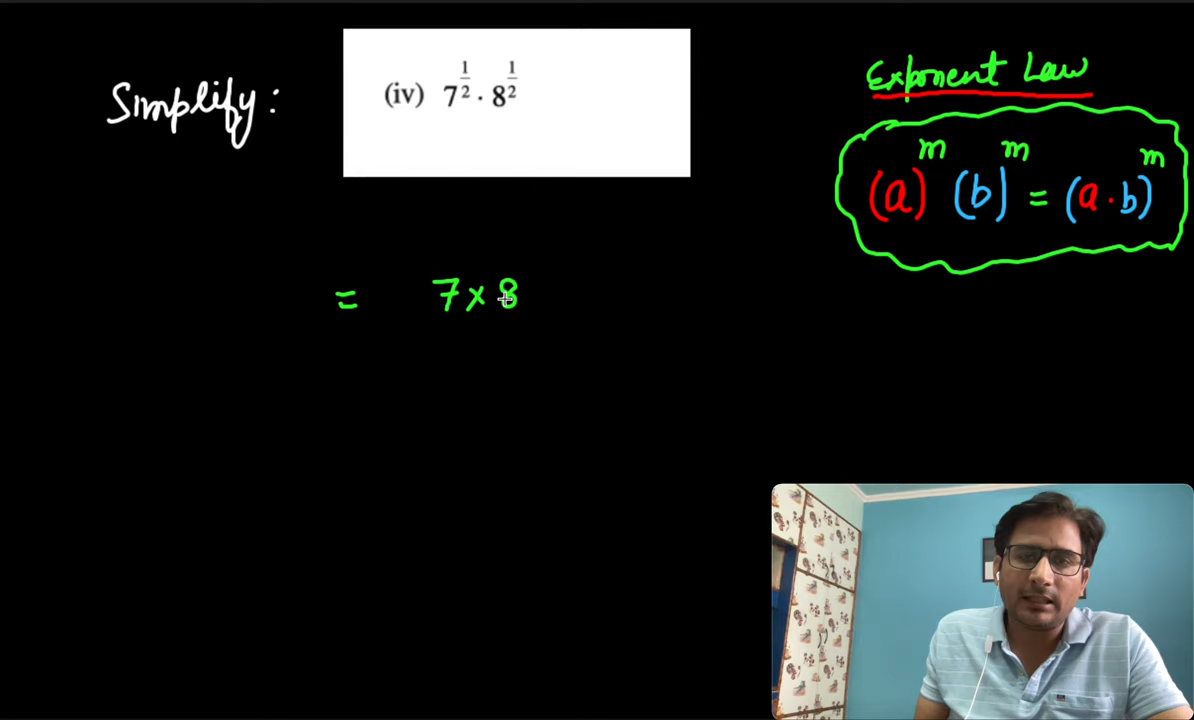 Simplify:
(iv) 7^{1/2} · 8^{1/2}
Exponent Law
(a)^m (b)^m = (a · b)^m
= 7 × 8